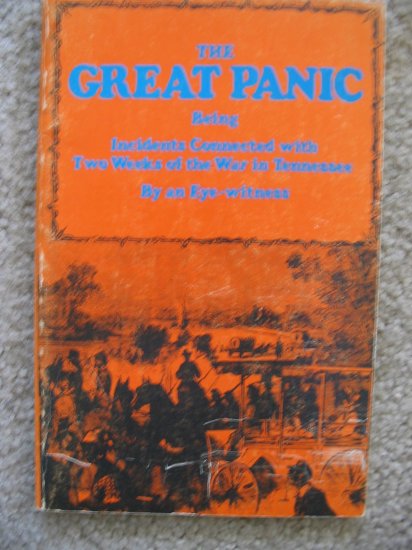 THE
GREAT PANIC
Being
Incidents Connected with
Two Weeks of the War in Tennessee
By an Eye-witness